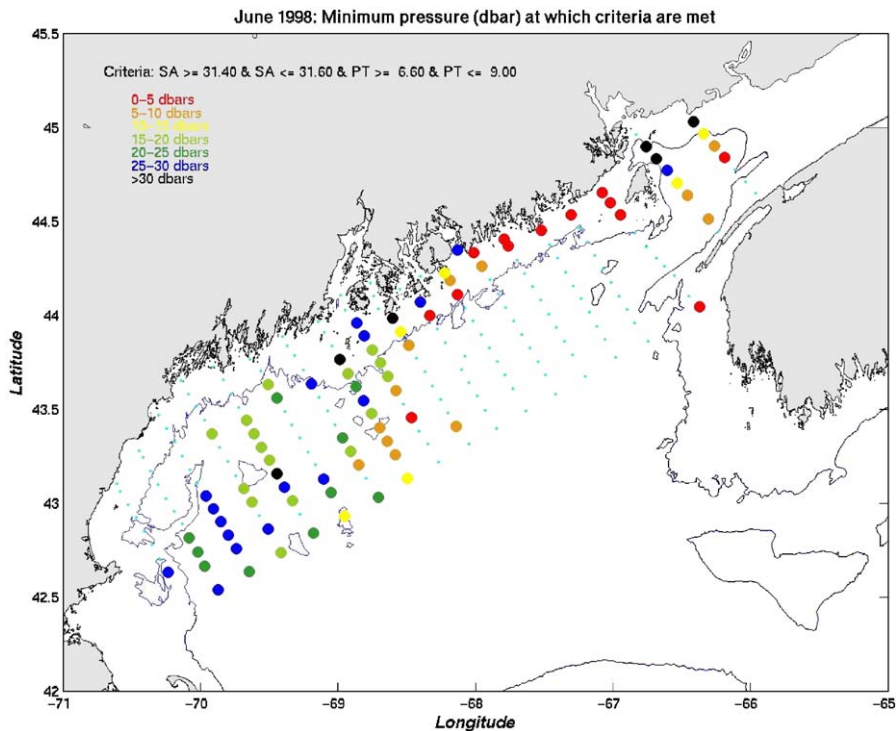 June 1998: Minimum pressure (dbar) at which criteria are met
Criteria: SA >= 31.40 & SA <= 31.60 & PT >= 6.60 & PT <= 9.00
0-5 dbars
5-10 dbars
10-15 dbars
15-20 dbars
20-25 dbars
25-30 dbars
>30 dbars
45.5
45
44.5
44
43.5
43
42.5
42
Latitude
-71
-70
-69
-68
-67
-66
-65
Longitude